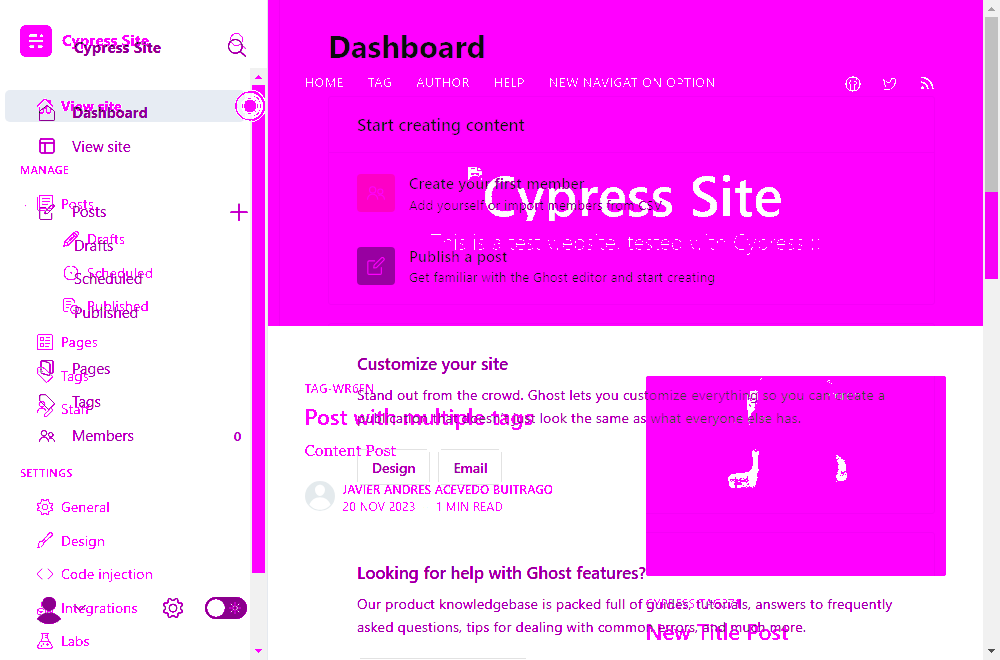 Cypress Site
Cypress Site
View site
Dashboard
View site
MANAGE
Posts
Posts
Drafts
Drafts
Scheduled
Scheduled
Published
Published
Pages
Pages
Tags
Tags
Staff
Members 0
SETTINGS
General
Design
Code injection
Integrations
Labs
Dashboard
HOME TAG AUTHOR HELP NEW NAVIGATION OPTION
Start creating content
Create your first member
Add yourself or import members from CSV
Cypress Site
This is a test website, tested with Cypress :
Publish a post
Get familiar with the Ghost editor and start creating
Customize your site
TAG-WR6EN
Stand out from the crowd. Ghost lets you customize everything so you can create a
Post with multiple tags
publication that doesn't just look the same as what everyone else has.
Content Post
Design Email
JAVIER ANDRES ACEVEDO BUITRAGO
20 NOV 2023 1 MIN READ
Looking for help with Ghost features?
Our product knowledgebase is packed full of guides, tutorials, answers to frequently
asked questions, tips for dealing with common errors, and much more.
New Title Post